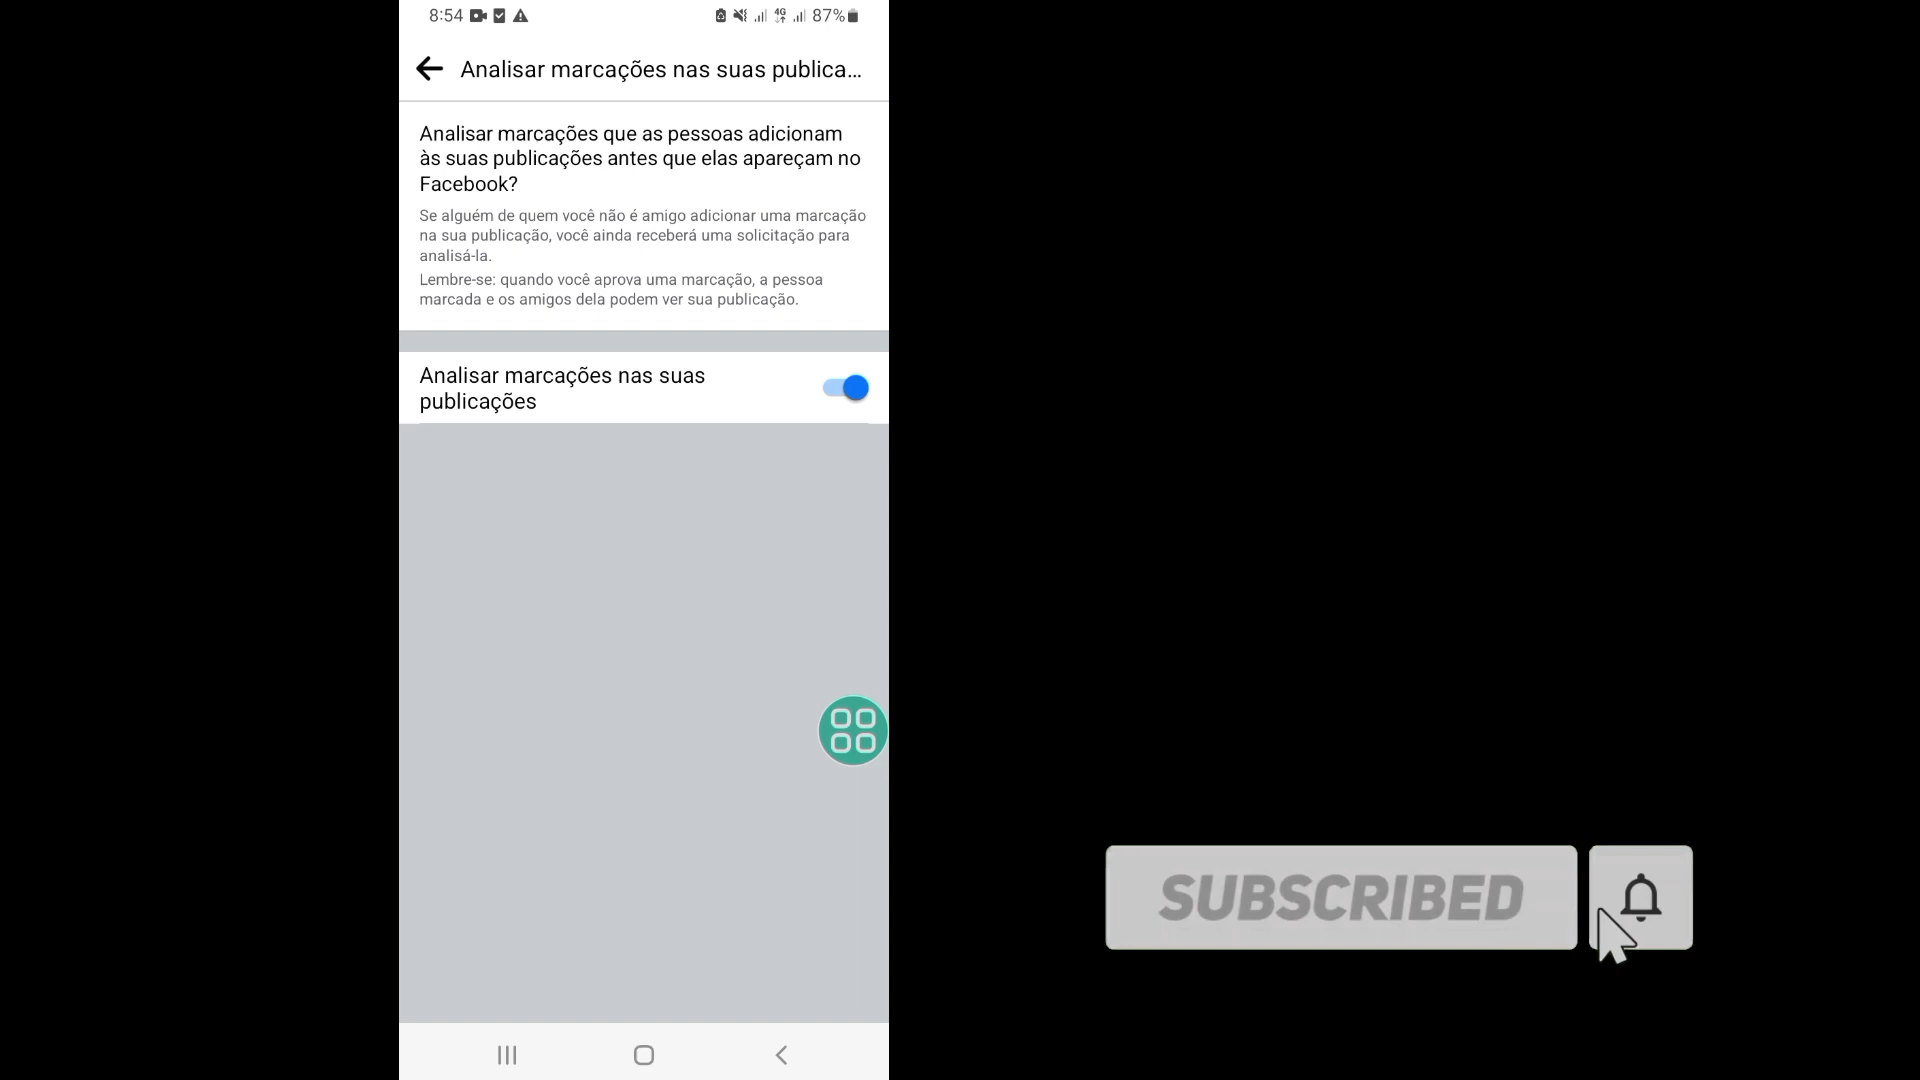 8:54
4G
87%
Analisar marcações nas suas publica...
Analisar marcações que as pessoas adicionam
às suas publicações antes que elas apareçam no
Facebook?
Se alguém de quem você não é amigo adicionar uma marcação
na sua publicação, você ainda receberá uma solicitação para
analisá-la.
Lembre-se: quando você aprova uma marcação, a pessoa
marcada e os amigos dela podem ver sua publicação.
Analisar marcações nas suas
publicações
SUBSCRIBED